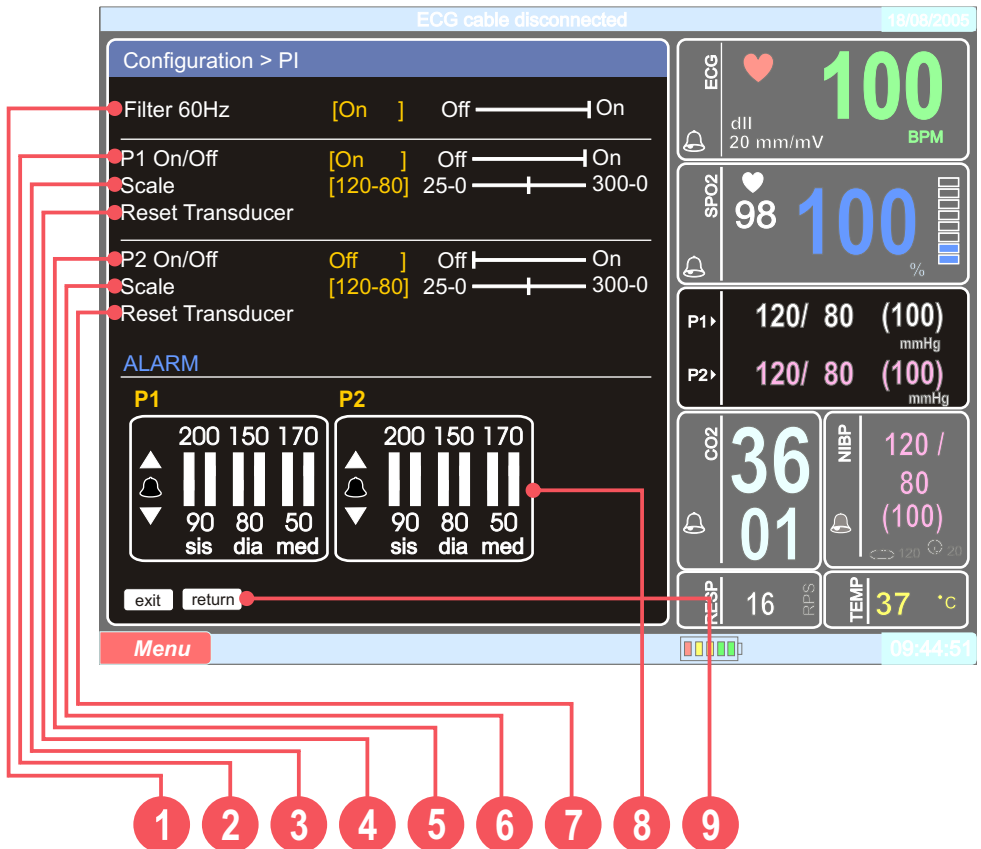 ECG cable disconnected
18/08/2005
Configuration > PI
Filter 60Hz [On ] Off On
P1 On/Off [On ] Off On
Scale [120-80] 25-0 300-0
Reset Transducer
P2 On/Off Off ] Off On
Scale [120-80] 25-0 300-0
Reset Transducer
ALARM
P1 P2
200 150 170 200 150 170
90 80 50 90 80 50
sis dia med sis dia med
exit return
ECG
100
dII
20 mm/mV
BPM
SPO2
98
100
%
P1 120/ 80 (100)
mmHg
P2 120/ 80 (100)
mmHg
CO2
36
01
NIBP
120 /
80
(100)
120 20
RESP
16
RPS
TEMP
37
°C
Menu
09:44:51
1 2 3 4 5 6 7 8 9